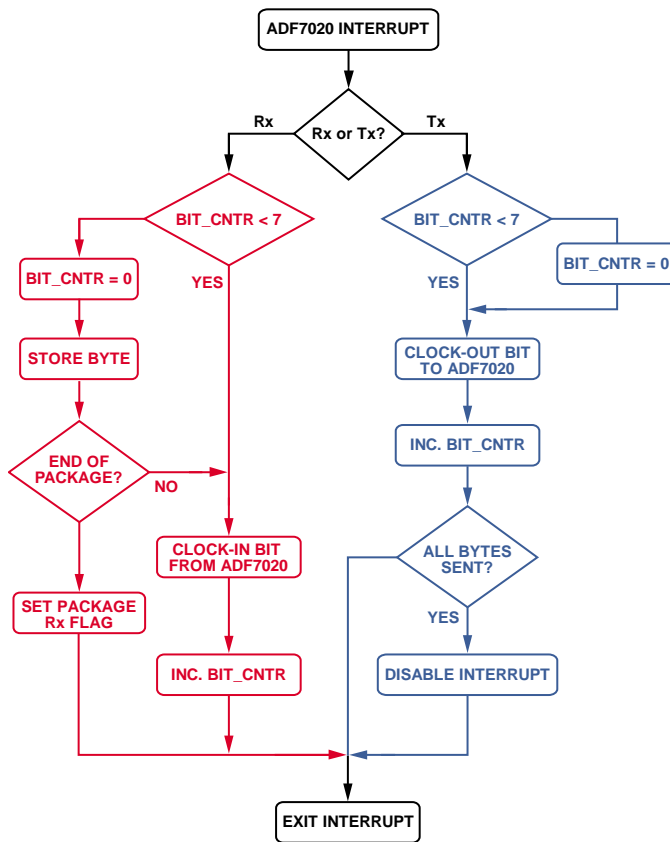 ADF7020 INTERRUPT
Rx or Tx?
Rx
Tx
BIT_CNTR < 7
BIT_CNTR < 7
BIT_CNTR = 0
YES
YES
BIT_CNTR = 0
STORE BYTE
CLOCK-OUT BIT
TO ADF7020
END OF
PACKAGE?
NO
INC. BIT_CNTR
CLOCK-IN BIT
FROM ADF7020
ALL BYTES
SENT?
SET PACKAGE
Rx FLAG
YES
INC. BIT_CNTR
DISABLE INTERRUPT
EXIT INTERRUPT